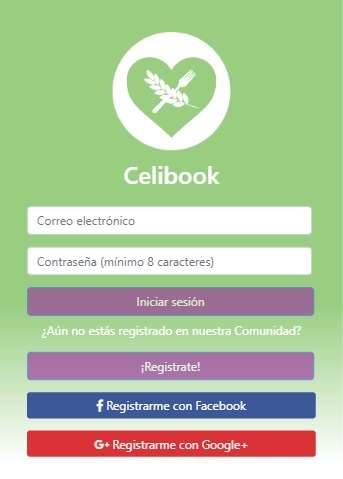 Celibook
Correo electrónico
Contraseña (mínimo 8 caracteres)
Iniciar sesión
¿Aún no estás registrado en nuestra Comunidad?
¡Registrate!
f Registrarme con Facebook
G+ Registrarme con Google+